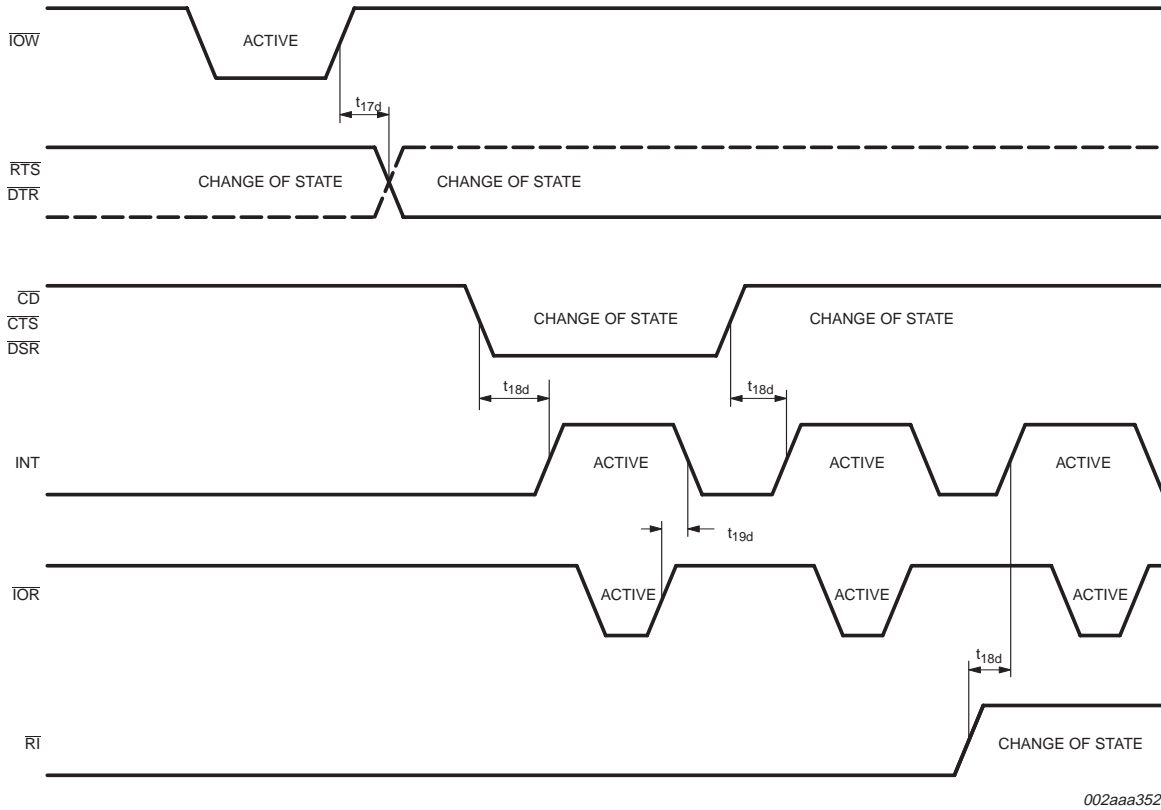 IOW
ACTIVE
t17d
RTS
DTR
CHANGE OF STATE
CHANGE OF STATE
CD
CTS
DSR
CHANGE OF STATE
CHANGE OF STATE
t18d
t18d
INT
ACTIVE
ACTIVE
ACTIVE
t19d
IOR
ACTIVE
ACTIVE
ACTIVE
t18d
RI
CHANGE OF STATE
002aaa352